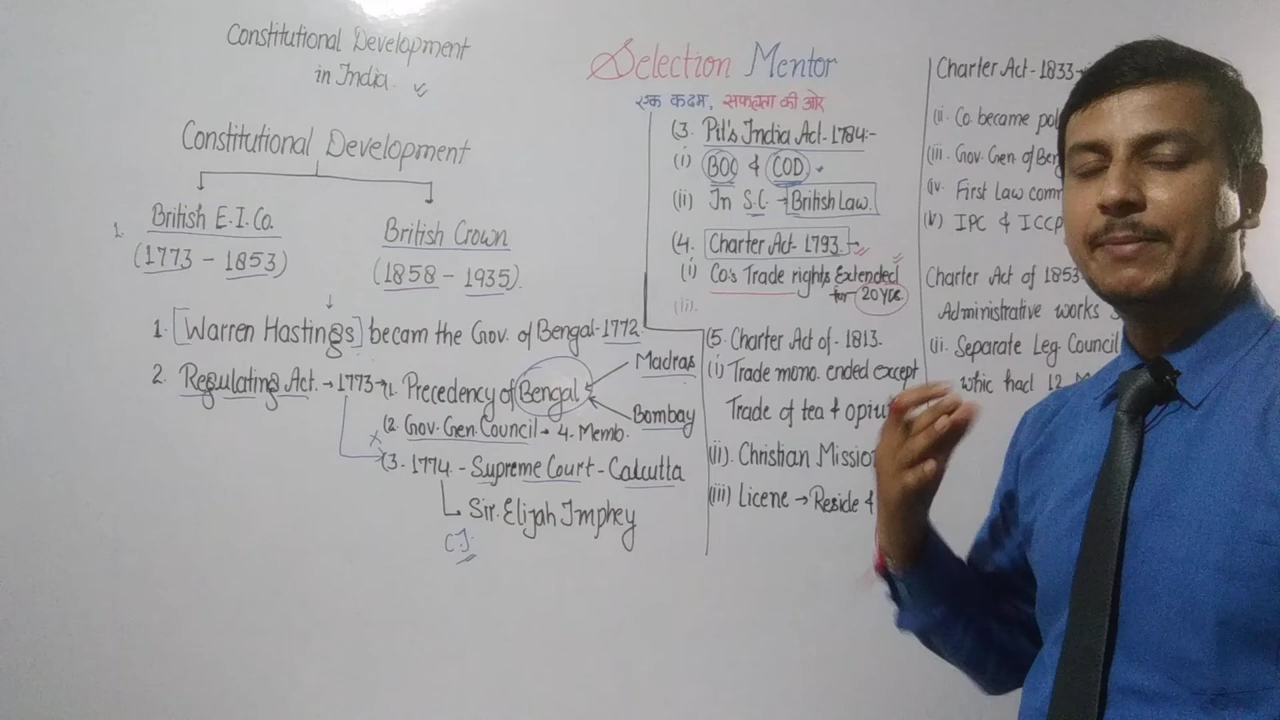 Constitutional Development
in India.
Constitutional Development
1. British E.I.Co.
(1773 - 1853)
British Crown
(1858 - 1935)
1. [Warren Hastings] becam the Gov. of Bengal - 1772
2. Regulating Act. → 1773 → (1. Precedency of Bengal
Madras
Bombay
(2. Gov. Gen. Council → 4. Memb.
(3. 1774. - Supreme Court - Calcutta
Sir. Elijah Imphey
C.J.
Selection Mentor
एक कदम, सफलता की ओर
(3. Pit's India Act - 1784:-
(i) BOC & COD
(ii) In S.C. → British Law.
(4. Charter Act - 1793. -
(i) Co's Trade rights Extended
for 20 yrs.
(ii).
(5. Charter Act of - 1813.
(i) Trade mono. ended except
Trade of tea & opiu
(ii). Christian Missio
(iii) Licene → Reside &
Charter Act - 1833 -
(ii. Co. became pol
(iii. Gov. Gen. of Ben
(iv. First Law comm
(v) IPC & ICCP
Charter Act of 1853
Administrative works
(ii. Separate Leg. Council
whic had 12